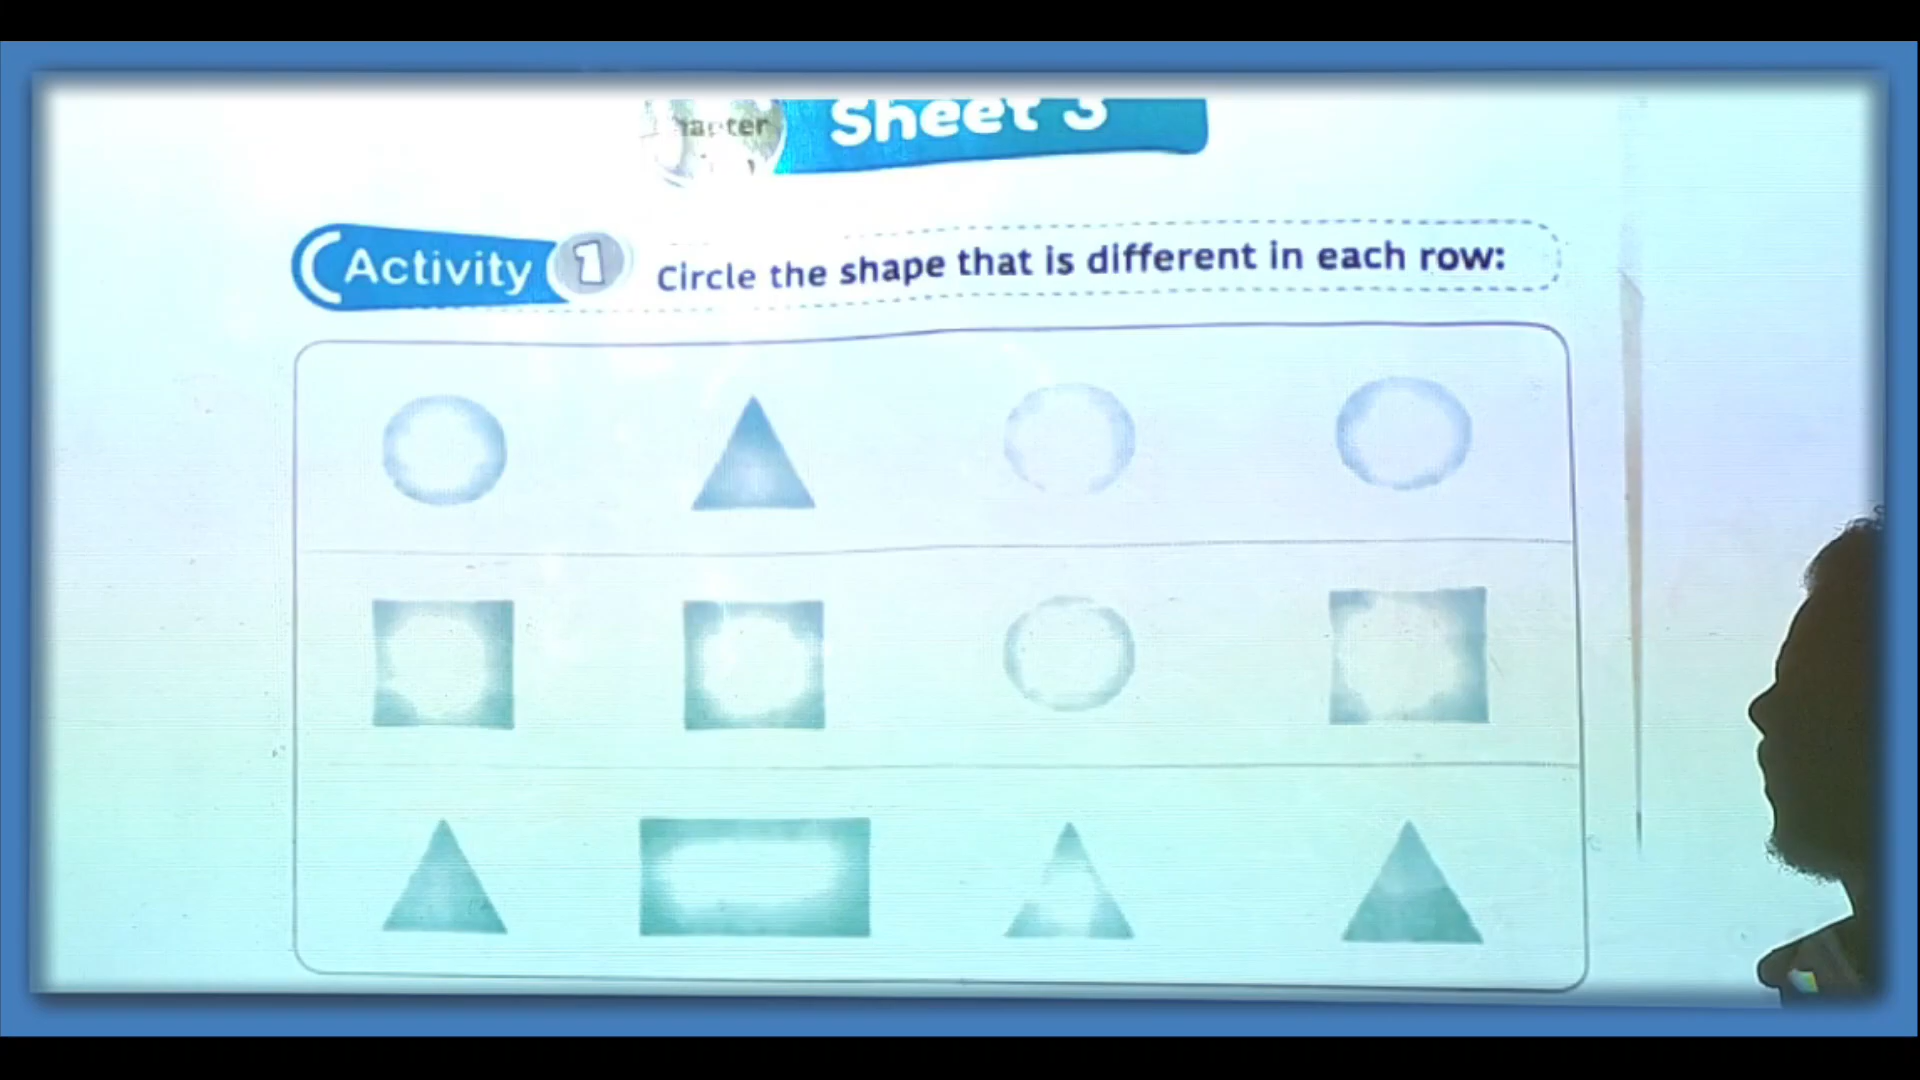 Sheet 3
Activity 1 Circle the shape that is different in each row: